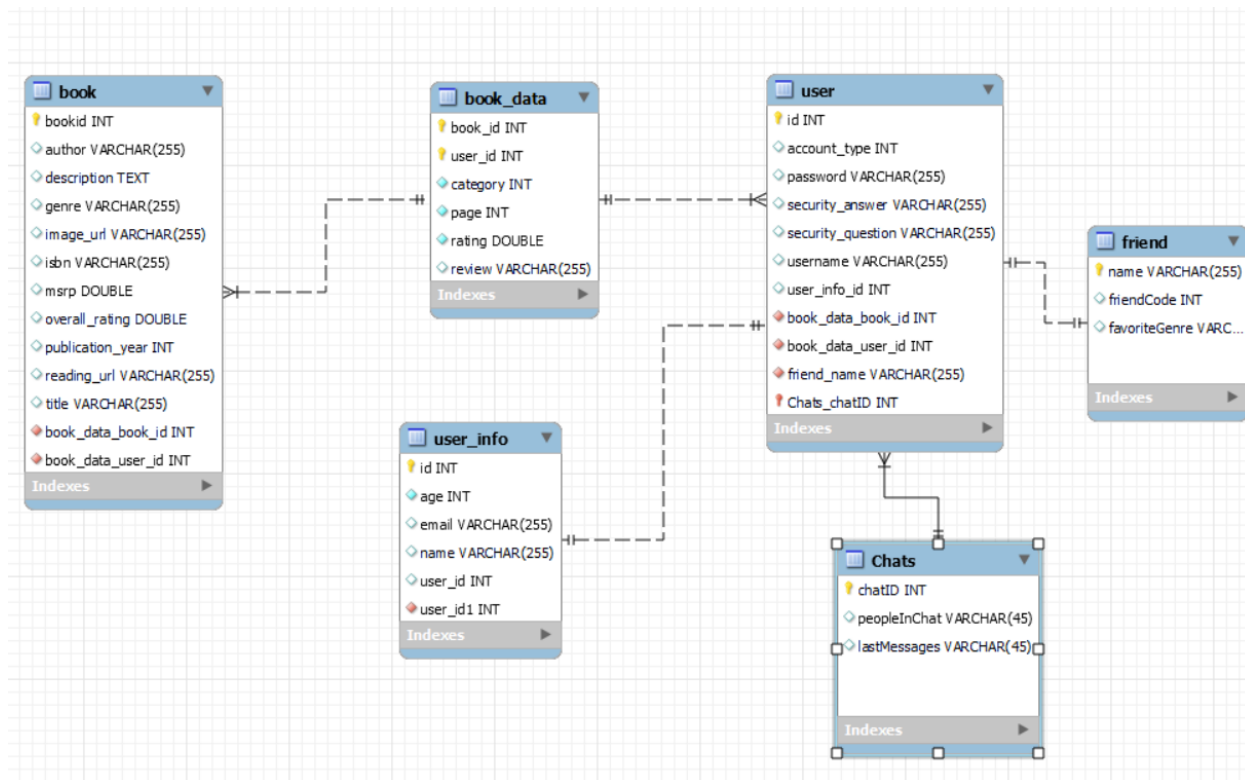 book
bookid INT
author VARCHAR(255)
description TEXT
genre VARCHAR(255)
image_url VARCHAR(255)
isbn VARCHAR(255)
msrp DOUBLE
overall_rating DOUBLE
publication_year INT
reading_url VARCHAR(255)
title VARCHAR(255)
book_data_book_id INT
book_data_user_id INT
Indexes
book_data
book_id INT
user_id INT
category INT
page INT
rating DOUBLE
review VARCHAR(255)
Indexes
user
id INT
account_type INT
password VARCHAR(255)
security_answer VARCHAR(255)
security_question VARCHAR(255)
username VARCHAR(255)
user_info_id INT
book_data_book_id INT
book_data_user_id INT
friend_name VARCHAR(255)
Chats_chatID INT
Indexes
friend
name VARCHAR(255)
friendCode INT
favoriteGenre VARC...
Indexes
user_info
id INT
age INT
email VARCHAR(255)
name VARCHAR(255)
user_id INT
user_id1 INT
Indexes
Chats
chatID INT
peopleInChat VARCHAR(45)
lastMessages VARCHAR(45)
Indexes